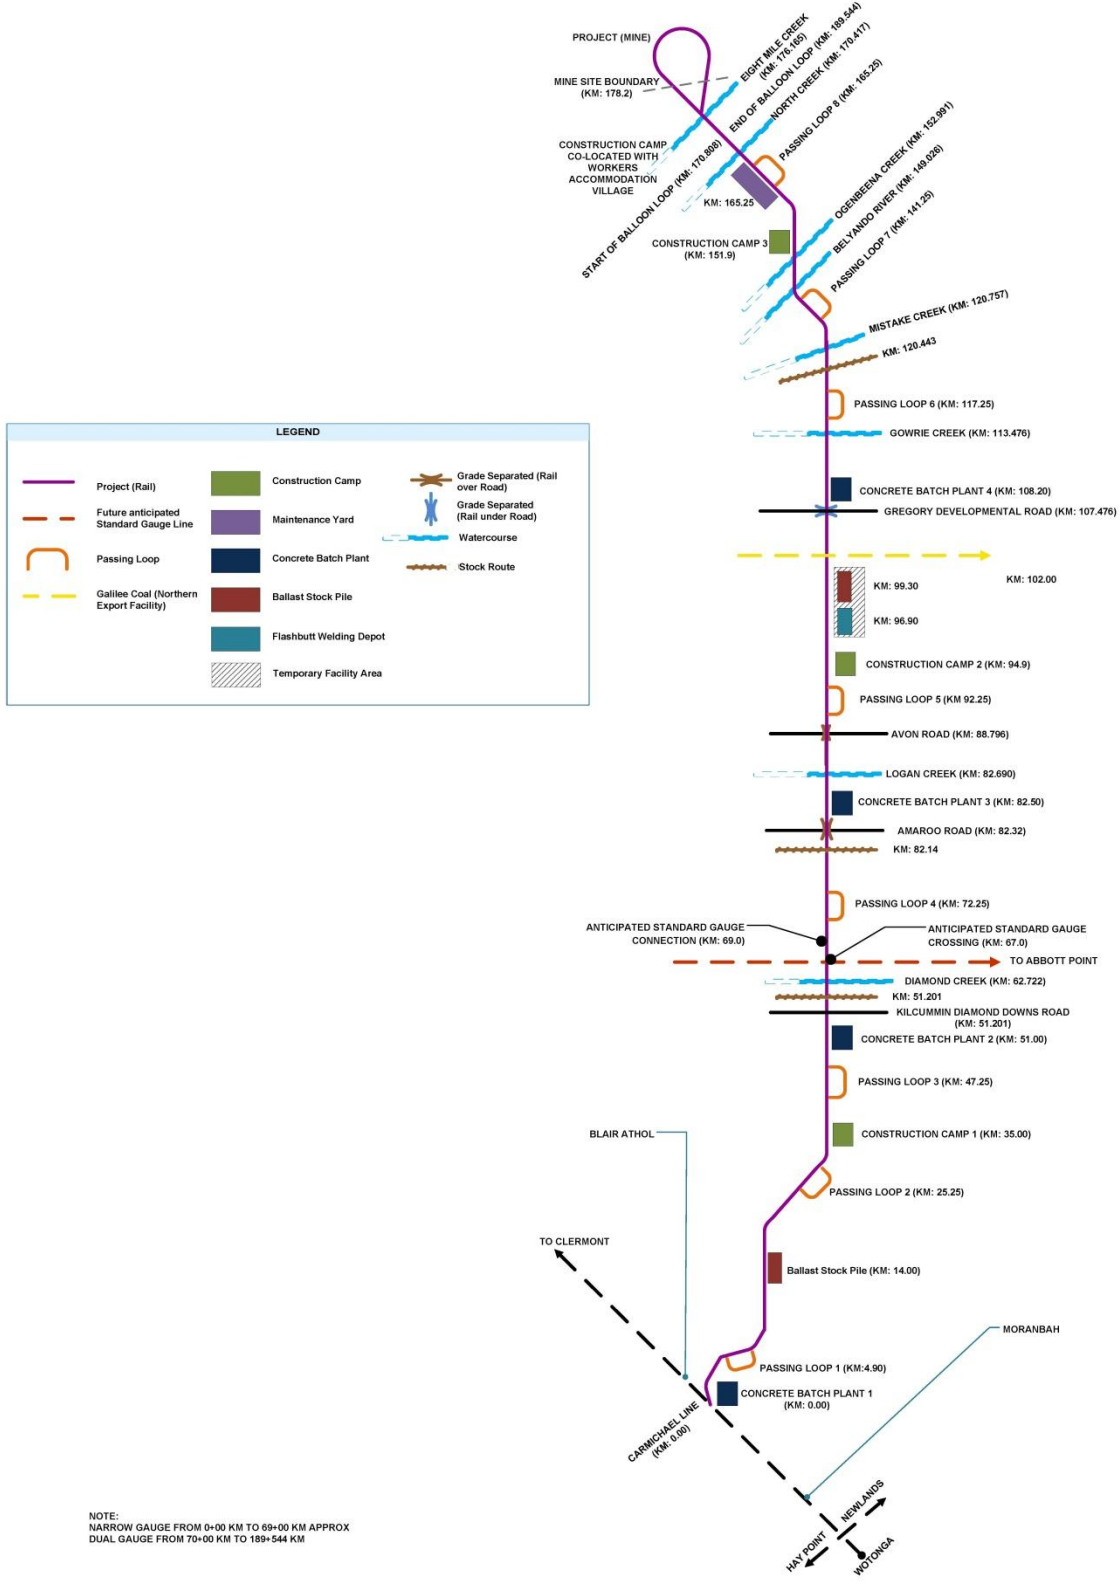 PROJECT (MINE)
MINE SITE BOUNDARY
(KM: 178.2)
EIGHT MILE CREEK
(KM: 176.165)
END OF BALLOON LOOP (KM: 189.544)
NORTH CREEK (KM: 170.417)
PASSING LOOP 8 (KM: 165.25)
CONSTRUCTION CAMP
CO-LOCATED WITH
WORKERS
ACCOMMODATION
VILLAGE
START OF BALLOON LOOP (KM: 170.808)
KM: 165.25
OGENBEENA CREEK (KM: 152.991)
BELYANDO RIVER (KM: 149.026)
PASSING LOOP 7 (KM: 141.25)
CONSTRUCTION CAMP 3
(KM: 151.9)
MISTAKE CREEK (KM: 120.757)
KM: 120.443
PASSING LOOP 6 (KM: 117.25)
GOWRIE CREEK (KM: 113.476)
CONCRETE BATCH PLANT 4 (KM: 108.20)
GREGORY DEVELOPMENTAL ROAD (KM: 107.476)
KM: 102.00
KM: 99.30
KM: 96.90
CONSTRUCTION CAMP 2 (KM: 94.9)
PASSING LOOP 5 (KM 92.25)
AVON ROAD (KM: 88.796)
LOGAN CREEK (KM: 82.690)
CONCRETE BATCH PLANT 3 (KM: 82.50)
AMAROO ROAD (KM: 82.32)
KM: 82.14
PASSING LOOP 4 (KM: 72.25)
ANTICIPATED STANDARD GAUGE
CONNECTION (KM: 69.0)
ANTICIPATED STANDARD GAUGE
CROSSING (KM: 67.0)
TO ABBOTT POINT
DIAMOND CREEK (KM: 62.722)
KM: 51.201
KILCUMMIN DIAMOND DOWNS ROAD
(KM: 51.201)
CONCRETE BATCH PLANT 2 (KM: 51.00)
PASSING LOOP 3 (KM: 47.25)
CONSTRUCTION CAMP 1 (KM: 35.00)
BLAIR ATHOL
PASSING LOOP 2 (KM: 25.25)
TO CLERMONT
Ballast Stock Pile (KM: 14.00)
MORANBAH
PASSING LOOP 1 (KM:4.90)
CONCRETE BATCH PLANT 1
(KM: 0.00)
CARMICHAEL LINE
(KM: 0.00)
NEWLANDS
HAY POINT
WOTONGA
LEGEND
Project (Rail)
Future anticipated
Standard Gauge Line
Passing Loop
Galilee Coal (Northern
Export Facility)
Construction Camp
Maintenance Yard
Concrete Batch Plant
Ballast Stock Pile
Flashbutt Welding Depot
Temporary Facility Area
Grade Separated (Rail
over Road)
Grade Separated
(Rail under Road)
Watercourse
Stock Route
NOTE:
NARROW GAUGE FROM 0+00 KM TO 69+00 KM APPROX
DUAL GAUGE FROM 70+00 KM TO 189+544 KM